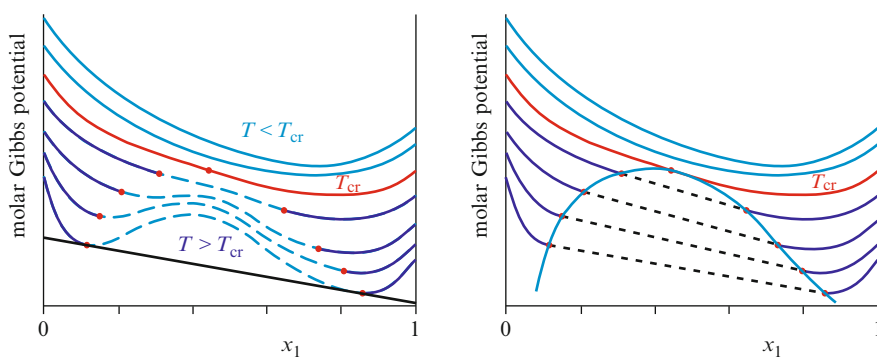 molar Gibbs potential
T < Tcr
Tcr
T > Tcr
0
1
x1
molar Gibbs potential
Tcr
0
1
x1